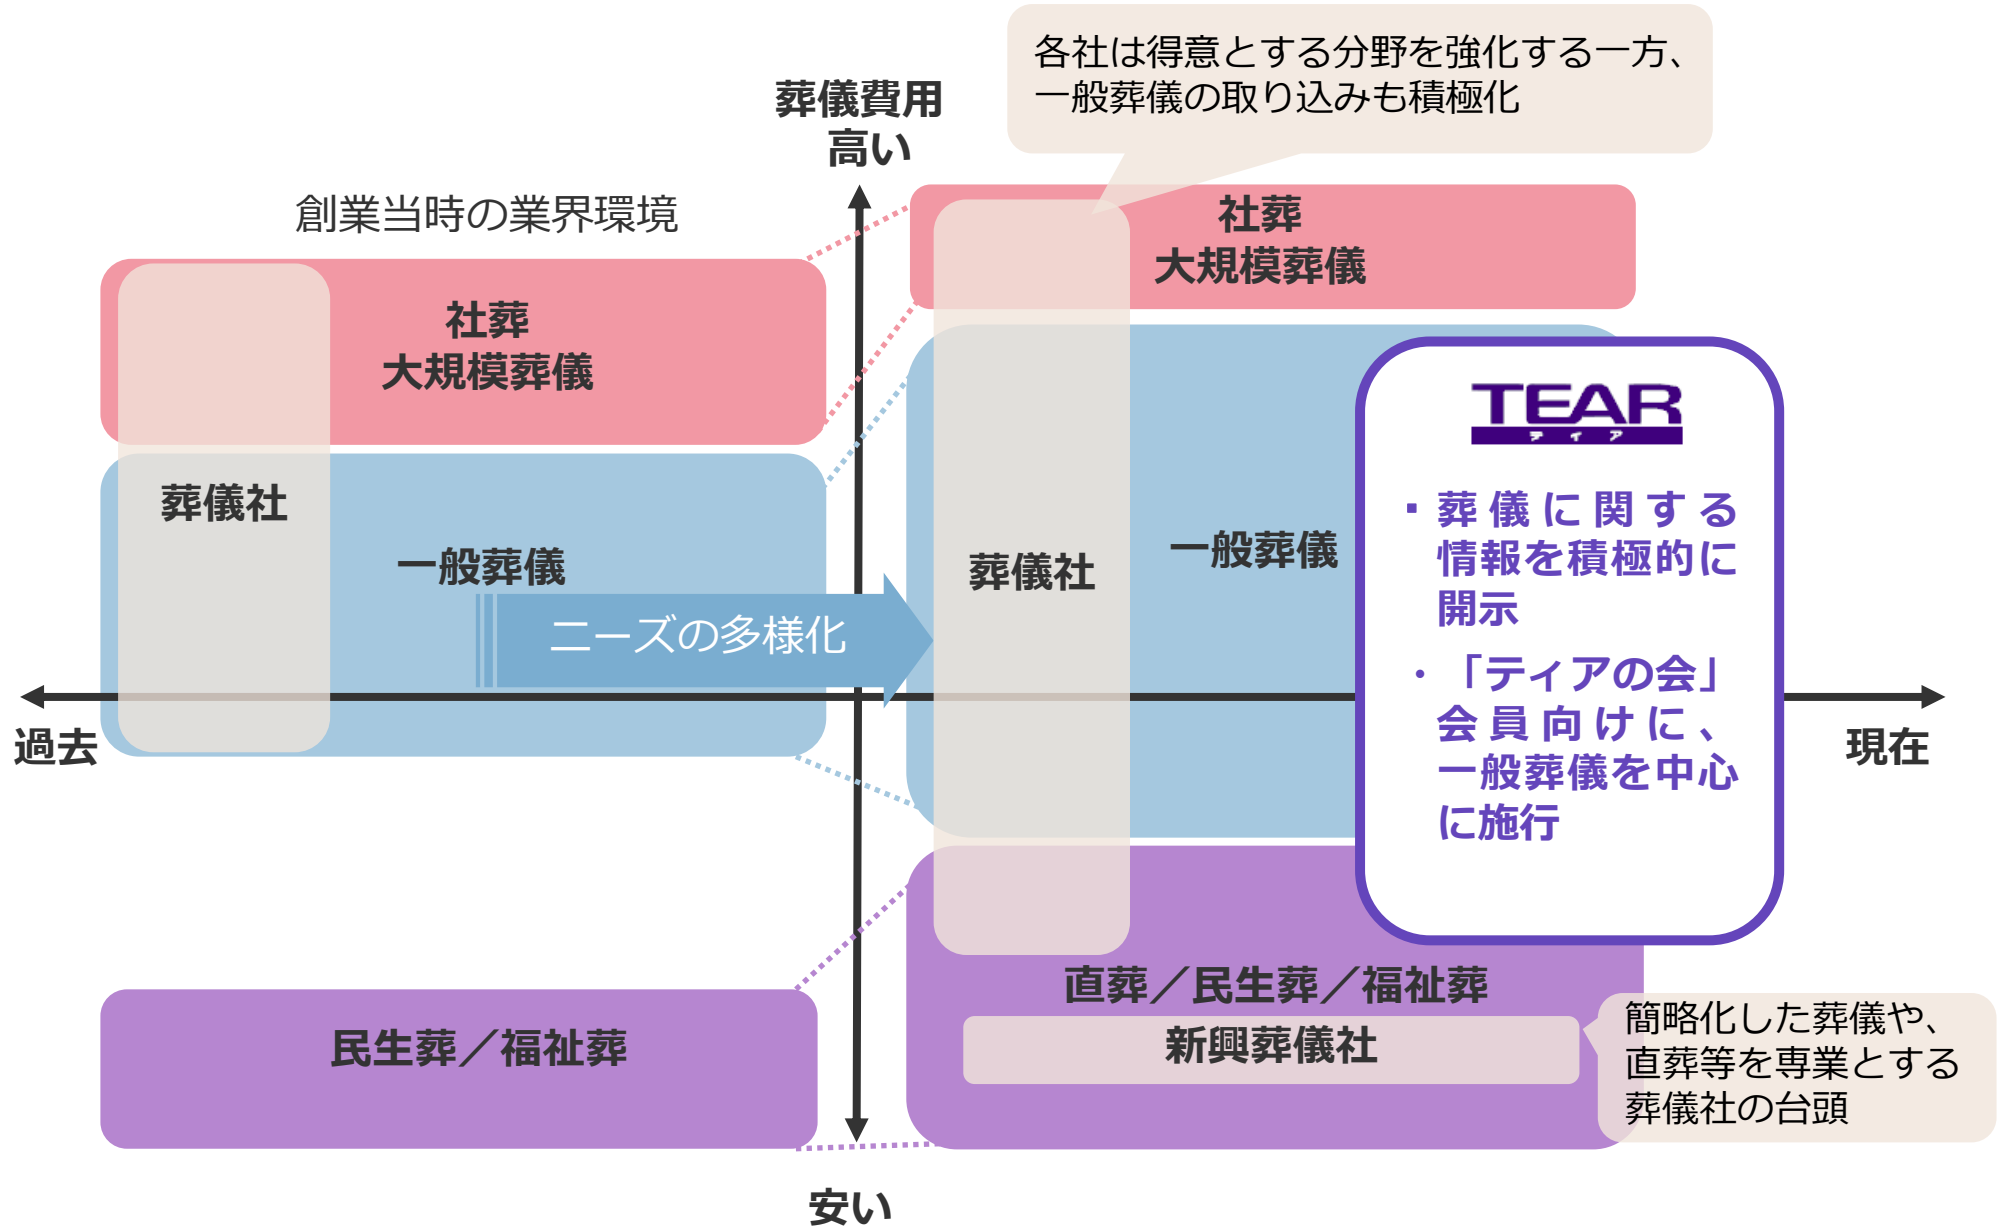 各社は得意とする分野を強化する一方、
一般葬儀の取り込みも積極化
葬儀費用
高い
創業当時の業界環境
社葬
大規模葬儀
葬儀社
一般葬儀
ニーズの多様化
過去
民生葬／福祉葬
社葬
大規模葬儀
葬儀社
一般葬儀
TEAR
ティア
・葬儀に関する
情報を積極的に
開示
・「ティアの会」
会員向けに、
一般葬儀を中心
に施行
現在
直葬／民生葬／福祉葬
新興葬儀社
簡略化した葬儀や、
直葬等を専業とする
葬儀社の台頭
安い